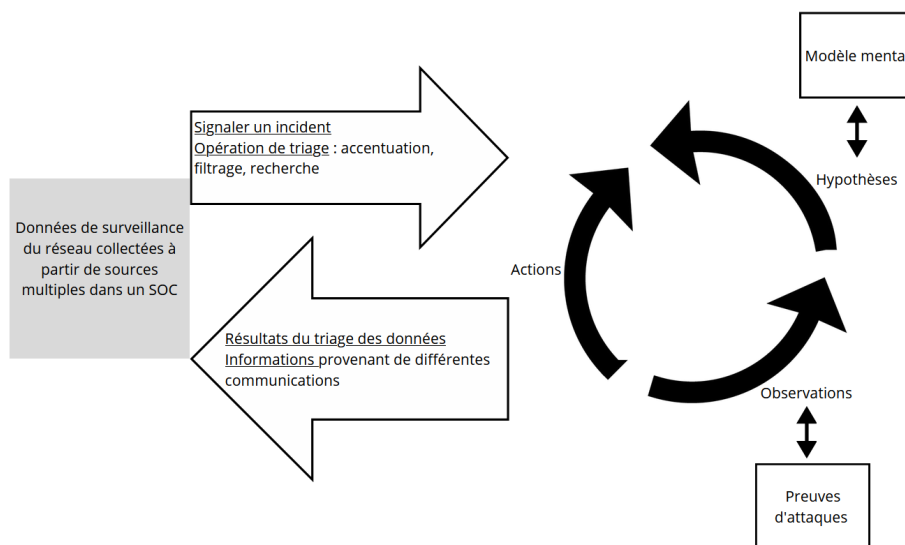 Modèle menta
Signaler un incident
Opération de triage : accentuation,
filtrage, recherche
Hypothèses
Données de surveillance
du réseau collectées à
partir de sources
multiples dans un SOC
Actions
Résultats du triage des données
Informations provenant de différentes
communications
Observations
Preuves
d'attaques